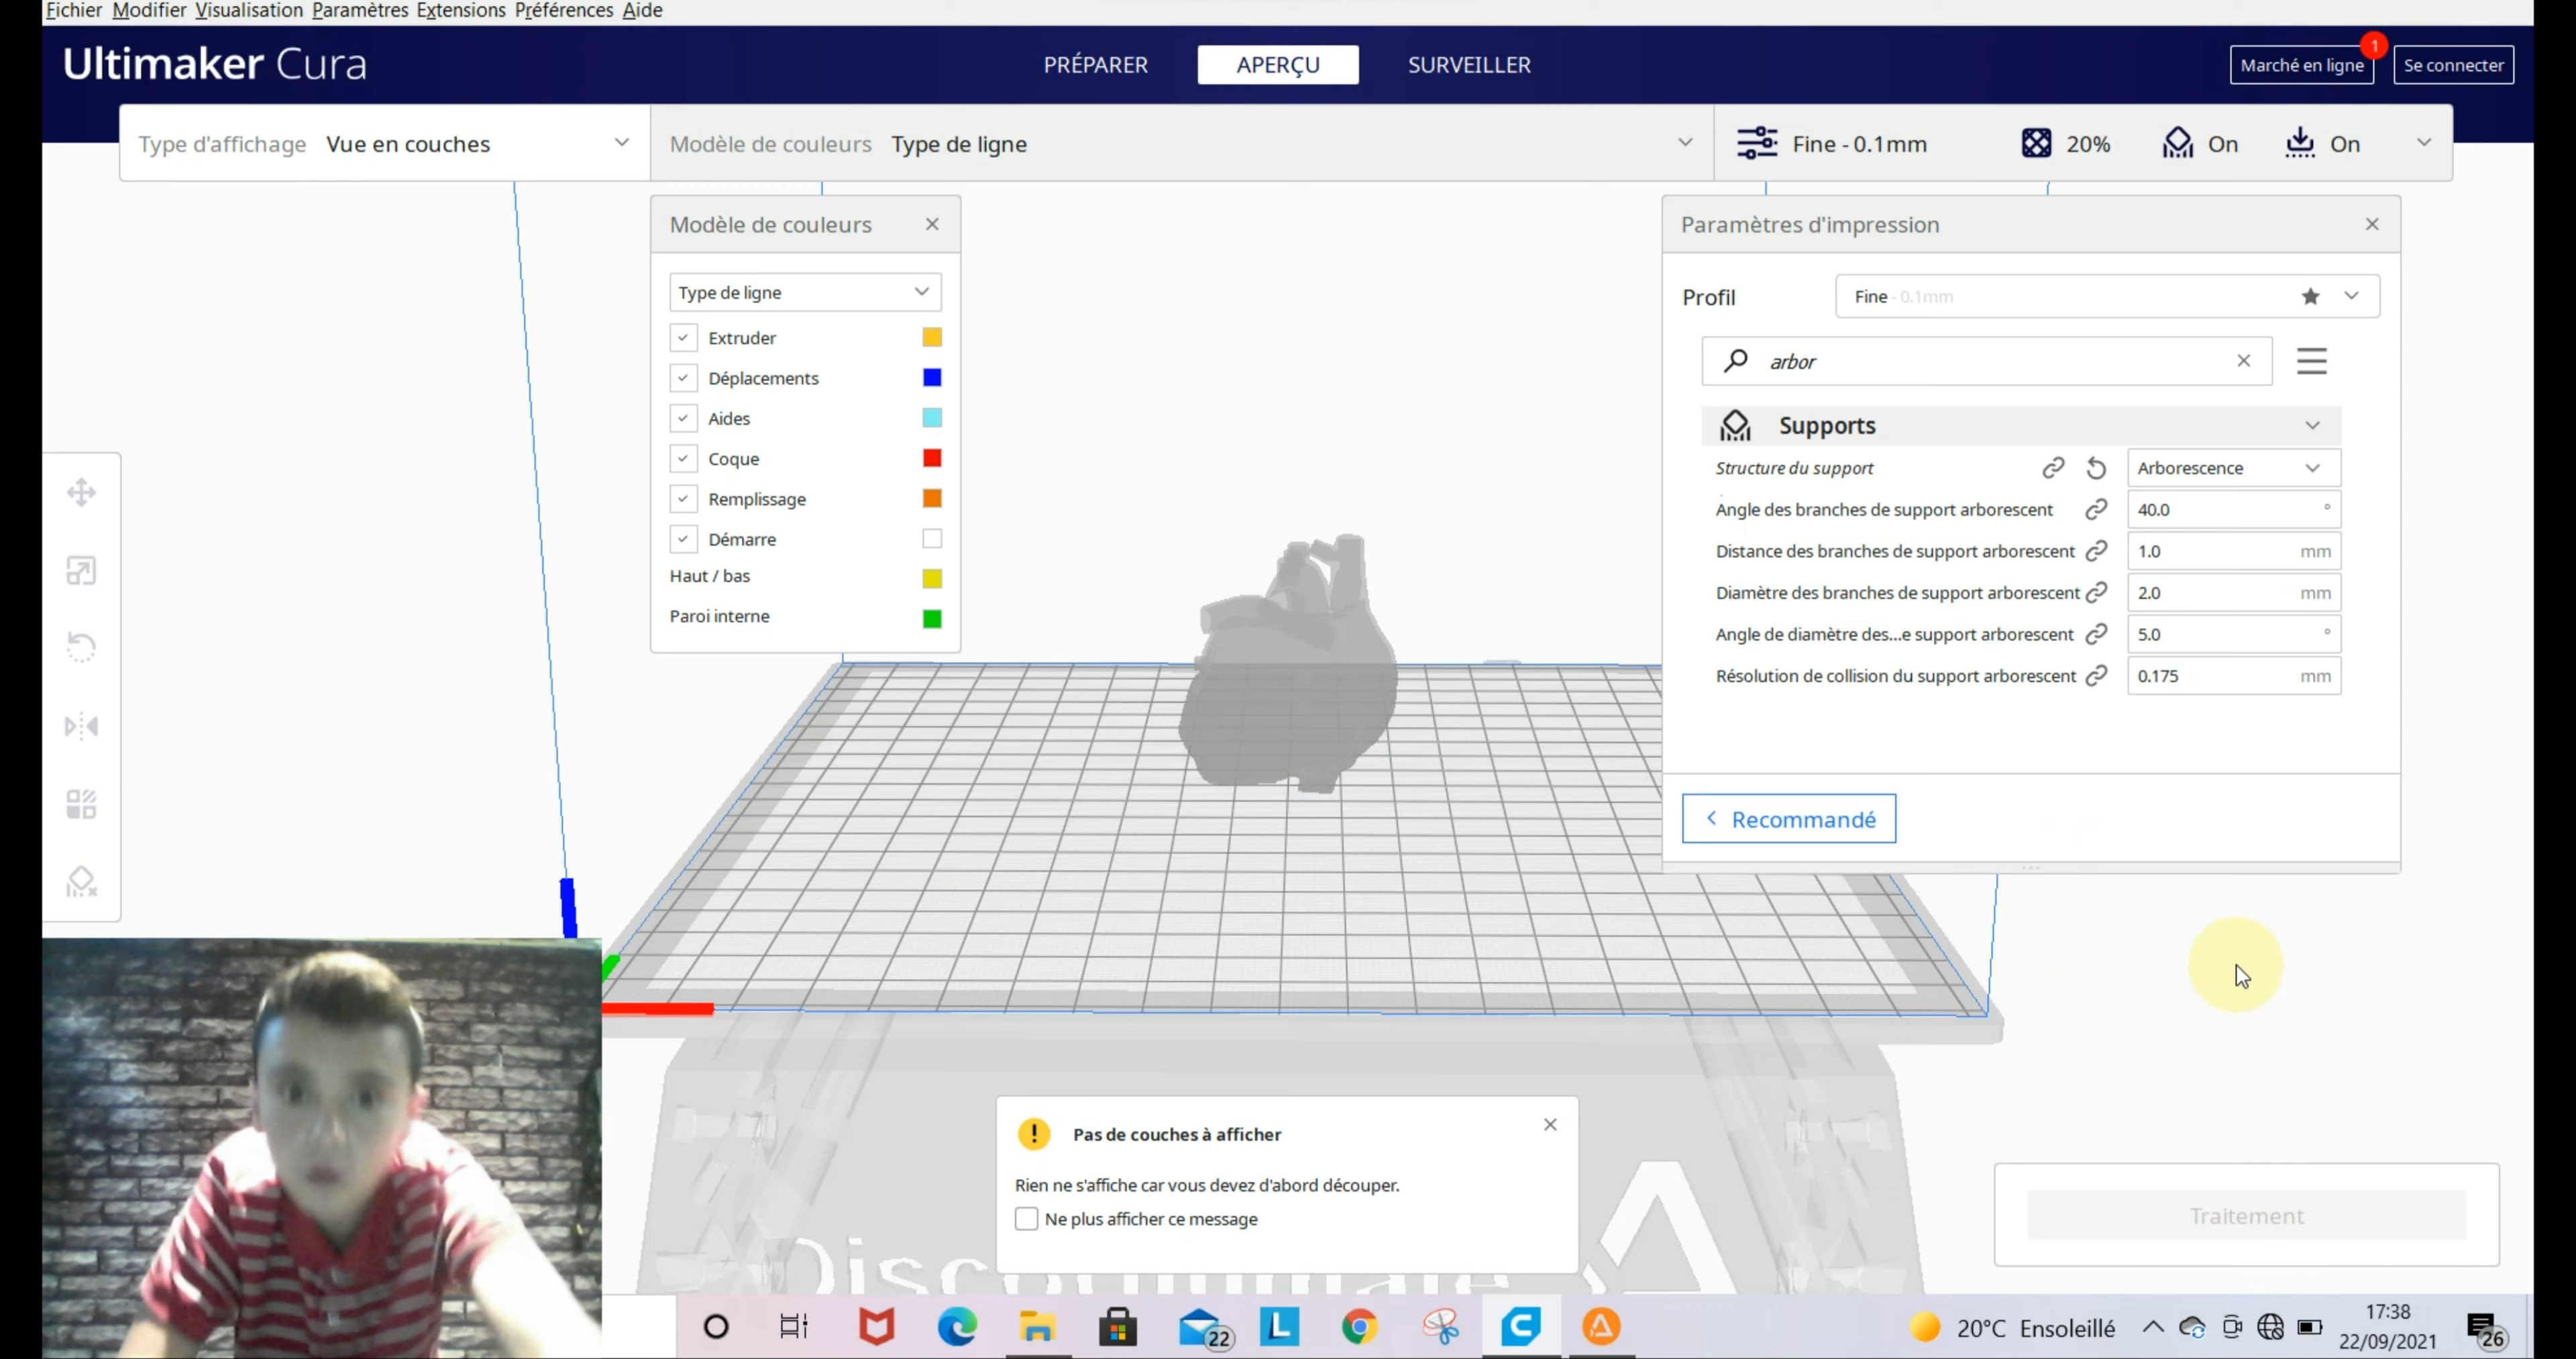 Fichier Modifier Visualisation Paramètres Extensions Préférences Aide
Ultimaker Cura
PRÉPARER APERÇU SURVEILLER
Marché en ligne 1 Se connecter
Type d'affichage Vue en couches
Modèle de couleurs Type de ligne
Fine - 0.1mm 20% On On
Modèle de couleurs
Type de ligne
Extruder
Déplacements
Aides
Coque
Remplissage
Démarre
Haut / bas
Paroi interne
Paramètres d'impression
Profil Fine - 0.1mm
arbor
Supports
Structure du support Arborescence
Angle des branches de support arborescent 40.0 °
Distance des branches de support arborescent 1.0 mm
Diamètre des branches de support arborescent 2.0 mm
Angle de diamètre des...e support arborescent 5.0 °
Résolution de collision du support arborescent 0.175 mm
Recommandé
Pas de couches à afficher
Rien ne s'affiche car vous devez d'abord découper.
Ne plus afficher ce message
Traitement
22
L
20°C Ensoleillé
17:38
22/09/2021
26